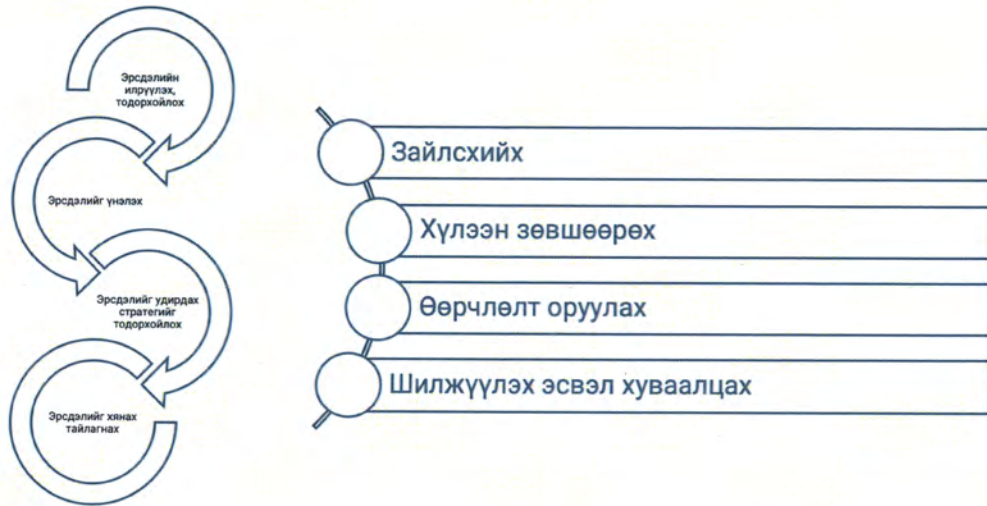 Эрсдэлийн
илрүүлэх,
тодорхойлох
Эрсдэлийг үнэлэх
Эрсдэлийг удирдах
стратегийг
тодорхойлох
Эрсдэлийг хянах
тайлагнах
Зайлсхийх
Хүлээн зөвшөөрөх
Өөрчлөлт оруулах
Шилжүүлэх эсвэл хуваалцах